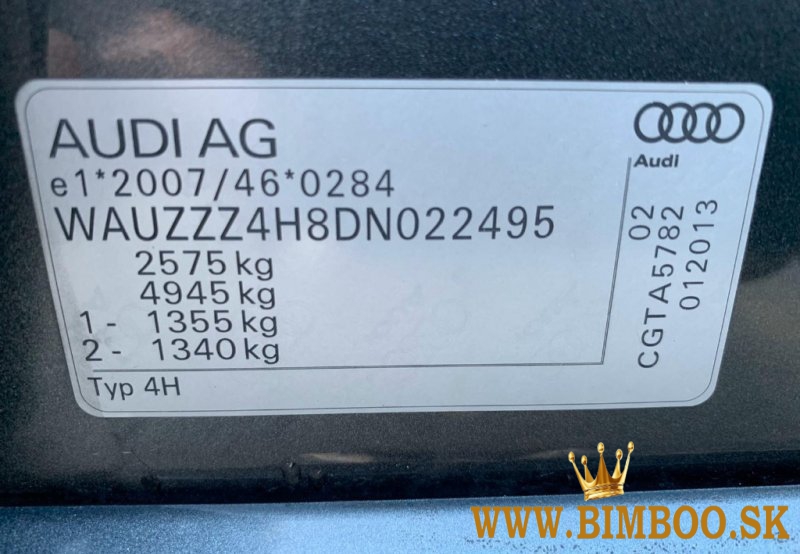 AUDI AG
e1*2007/46*0284
WAUZZZ4H8DN022495
2575 kg
4945 kg
1- 1355 kg
2- 1340 kg
Typ 4H
Audi
02
CGTA5782
012013
WWW.BIMBOO.SK